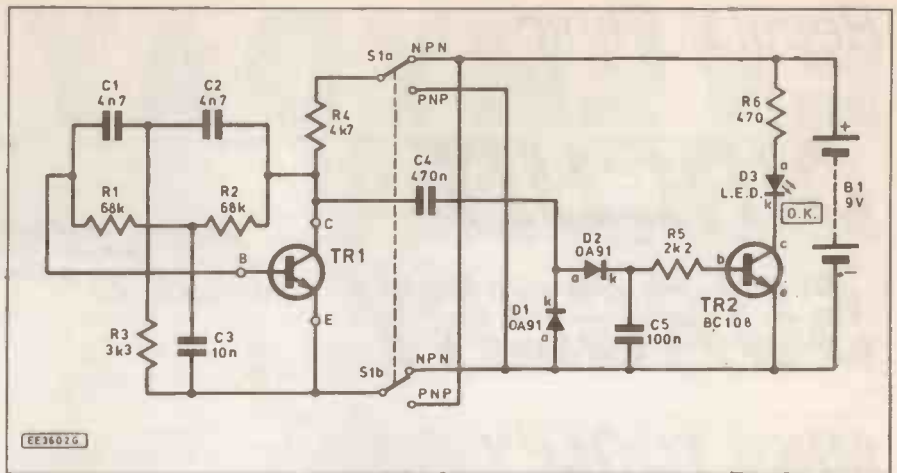 C1
4n7
C2
4n7
R1
68k
R2
68k
R3
3k3
C3
10n
B
C
E
TR1
R4
4k7
S1a
NPN
PNP
C4
470n
S1b
NPN
PNP
D1
OA91
k
a
D2
OA91
a
k
R5
2k2
C5
100n
b
c
e
TR2
BC108
R6
470
a
D3
L.E.D.
k
O.K.
+
B1
9V
−
EE3602G